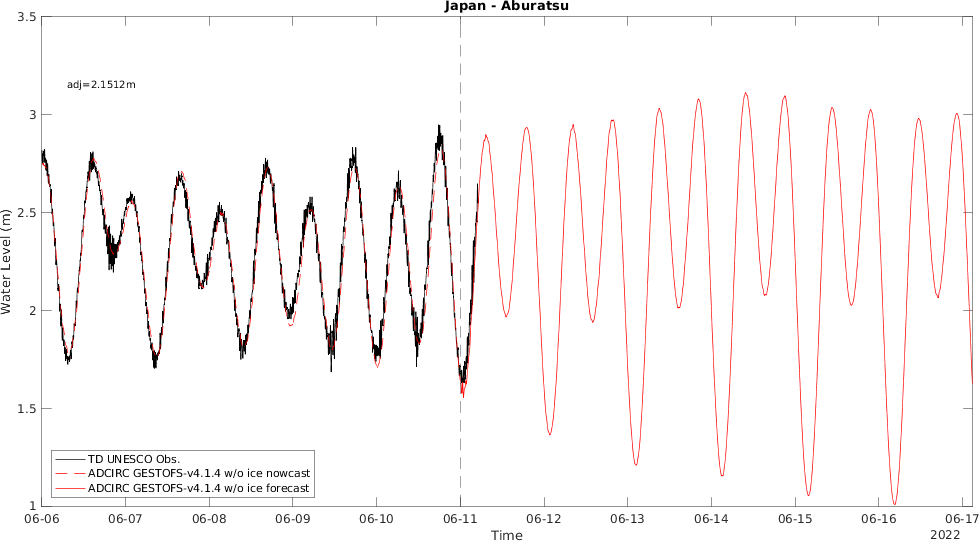 Japan - Aburatsu
3.5
adj=2.1512m
3
2.5
2
1.5
1
Water Level (m)
TD UNESCO Obs.
ADCIRC GESTOFS-v4.1.4 w/o ice nowcast
ADCIRC GESTOFS-v4.1.4 w/o ice forecast
06-06 06-07 06-08 06-09 06-10 06-11 06-12 06-13 06-14 06-15 06-16 06-17
Time
2022